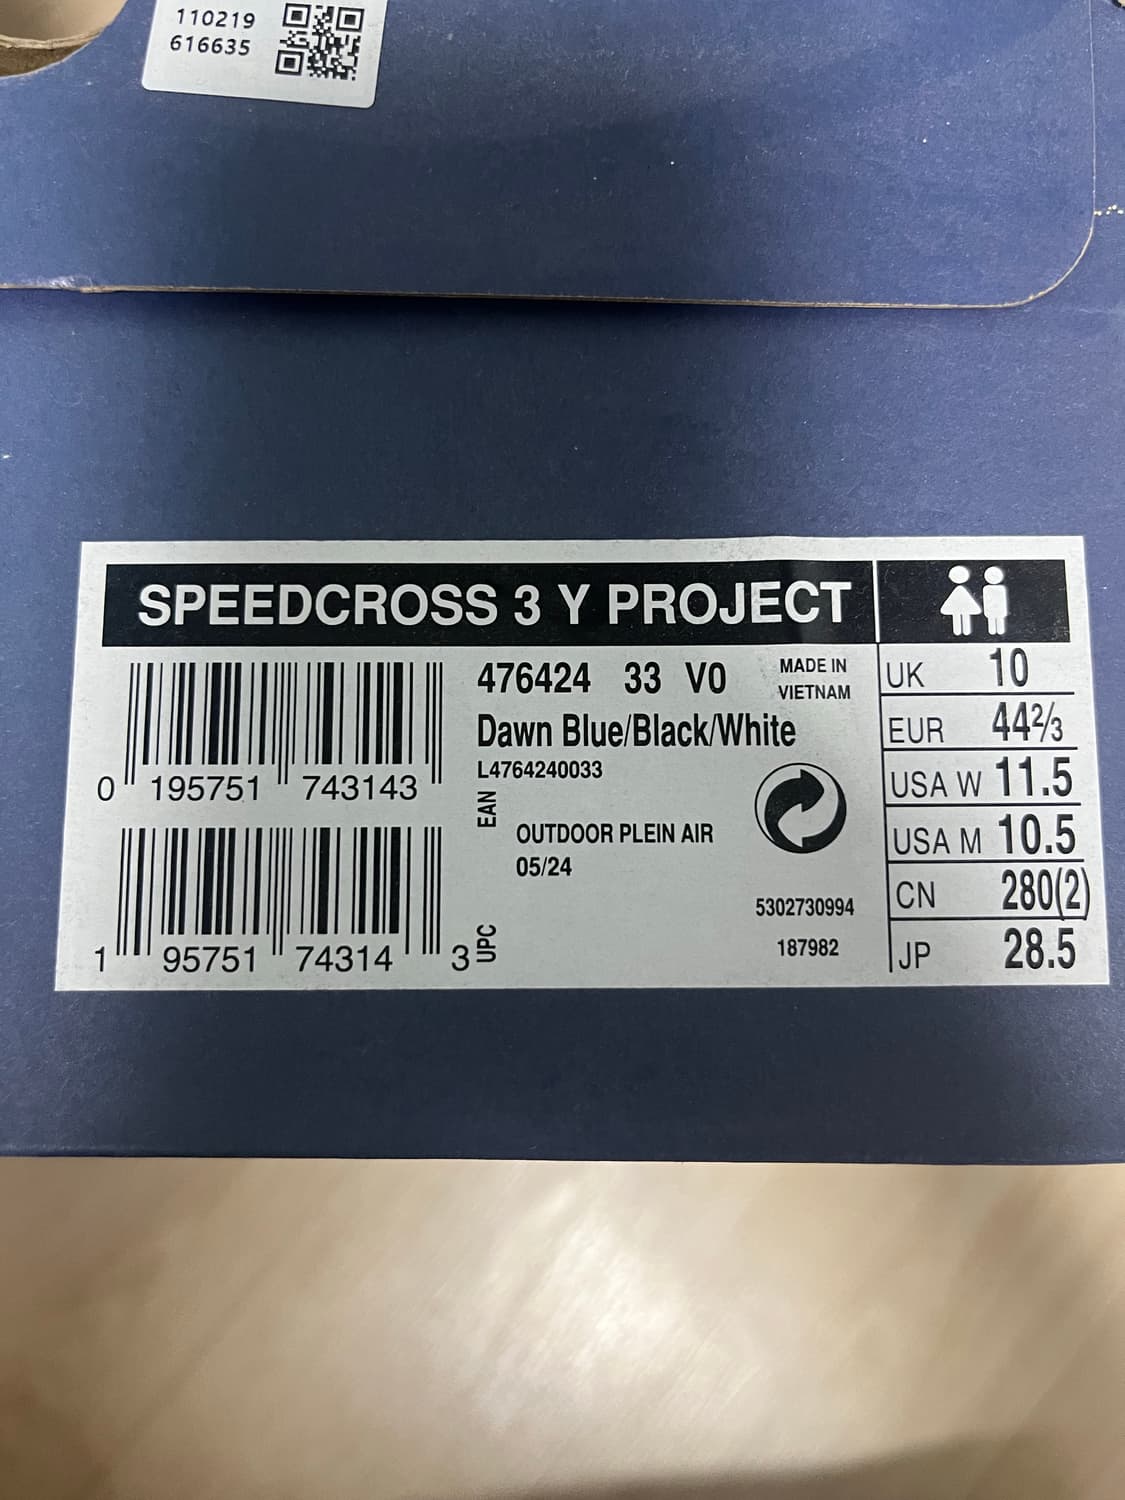 110219
616635
SPEEDCROSS 3 Y PROJECT
476424 33 V0
MADE IN
VIETNAM
Dawn Blue/Black/White
L4764240033
0 195751 743143
EAN
OUTDOOR PLEIN AIR
05/24
5302730994
187982
1 95751 74314 3
UPC
UK 10
EUR 44⅔
USA W 11.5
USA M 10.5
CN 280(2)
JP 28.5